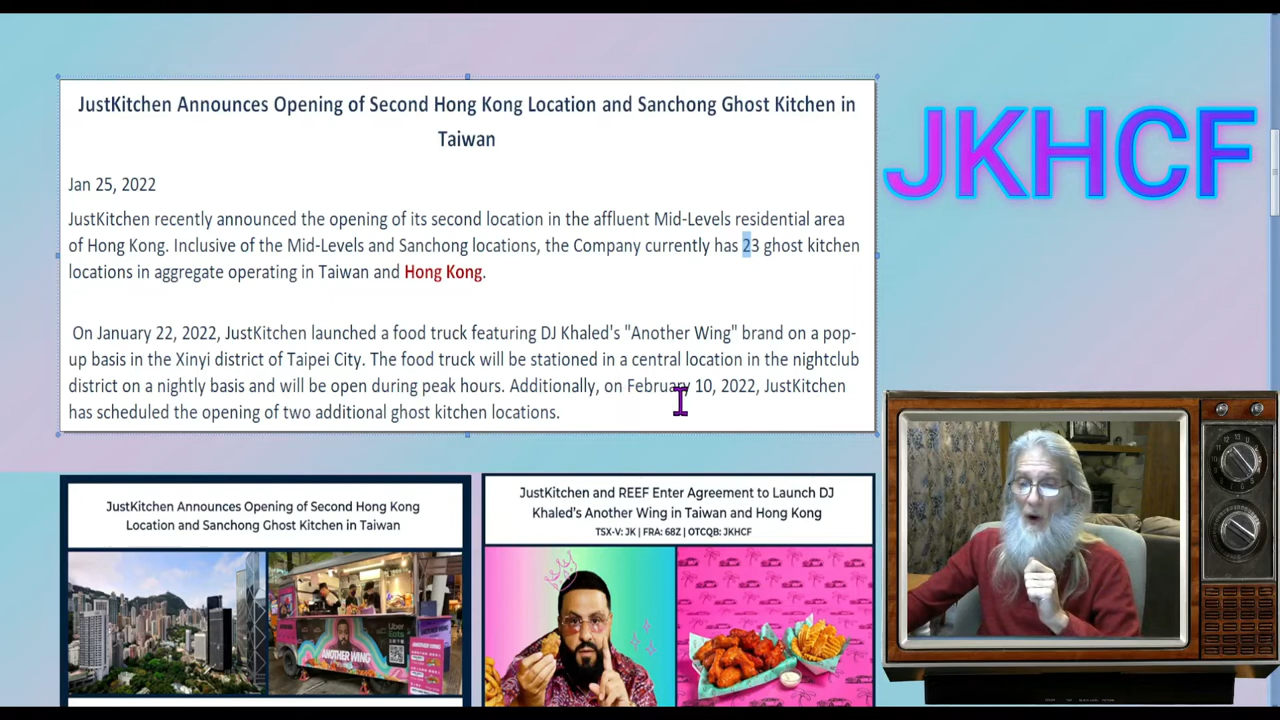 JustKitchen Announces Opening of Second Hong Kong Location and Sanchong Ghost Kitchen in
Taiwan
JKHCF
Jan 25, 2022
JustKitchen recently announced the opening of its second location in the affluent Mid-Levels residential area
of Hong Kong. Inclusive of the Mid-Levels and Sanchong locations, the Company currently has 23 ghost kitchen
locations in aggregate operating in Taiwan and Hong Kong.
On January 22, 2022, JustKitchen launched a food truck featuring DJ Khaled's "Another Wing" brand on a pop-
up basis in the Xinyi district of Taipei City. The food truck will be stationed in a central location in the nightclub
district on a nightly basis and will be open during peak hours. Additionally, on February 10, 2022, JustKitchen
has scheduled the opening of two additional ghost kitchen locations.
JustKitchen Announces Opening of Second Hong Kong
Location and Sanchong Ghost Kitchen in Taiwan
JustKitchen and REEF Enter Agreement to Launch DJ
Khaled's Another Wing in Taiwan and Hong Kong
TSX-V: JK | FRA: 68Z | OTCQB: JKHCF
Uber
Eats
ANOTHER WING